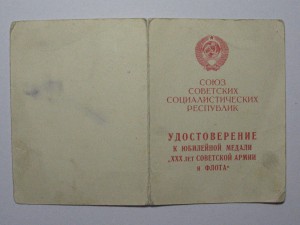 СОЮЗ
СОВЕТСКИХ
СОЦИАЛИСТИЧЕСКИХ
РЕСПУБЛИК
УДОСТОВЕРЕНИЕ
К ЮБИЛЕЙНОЙ МЕДАЛИ
„XXX лет СОВЕТСКОЙ АРМИИ
и ФЛОТА“